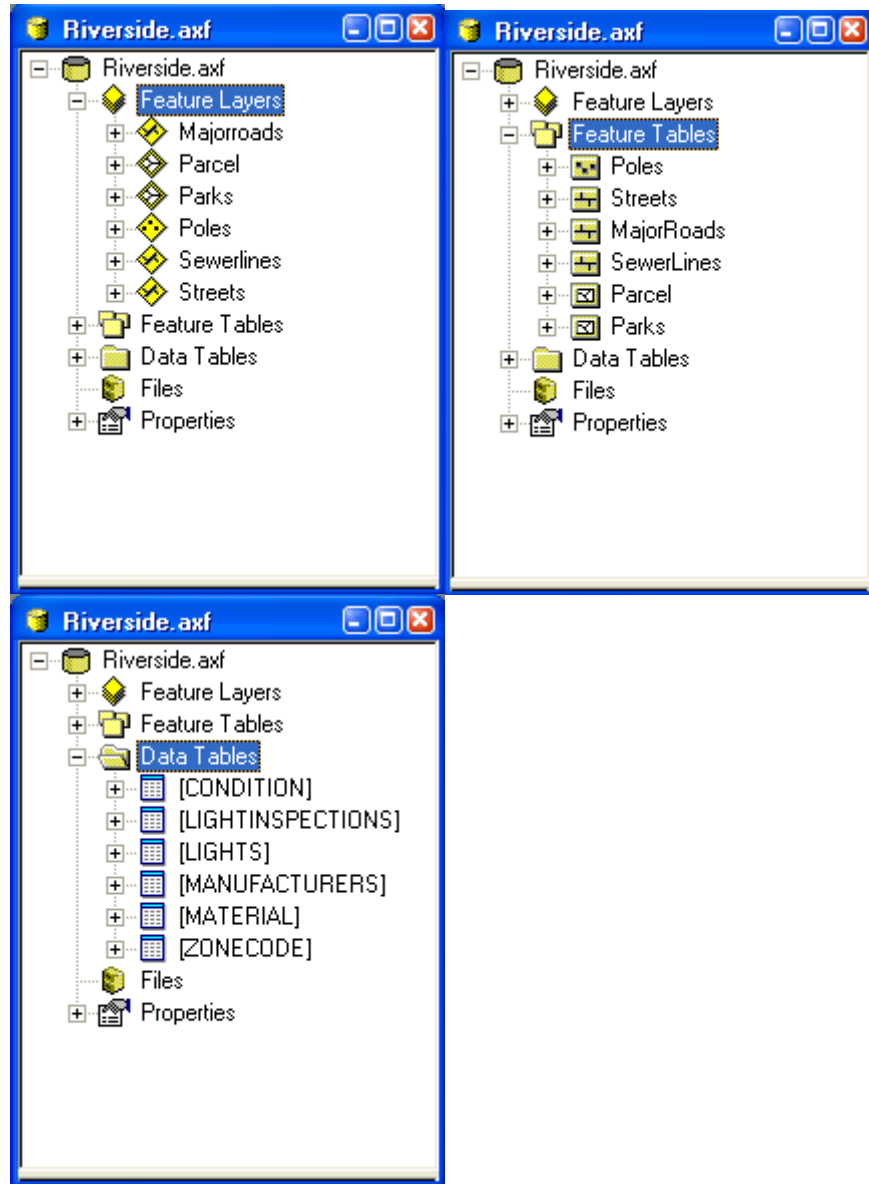 Riverside.axf
Riverside.axf
Feature Layers
Majorroads
Parcel
Parks
Poles
Sewerlines
Streets
Feature Tables
Data Tables
Files
Properties
Riverside.axf
Riverside.axf
Feature Layers
Feature Tables
Poles
Streets
MajorRoads
SewerLines
Parcel
Parks
Data Tables
Files
Properties
Riverside.axf
Riverside.axf
Feature Layers
Feature Tables
Data Tables
[CONDITION]
[LIGHTINSPECTIONS]
[LIGHTS]
[MANUFACTURERS]
[MATERIAL]
[ZONECODE]
Files
Properties